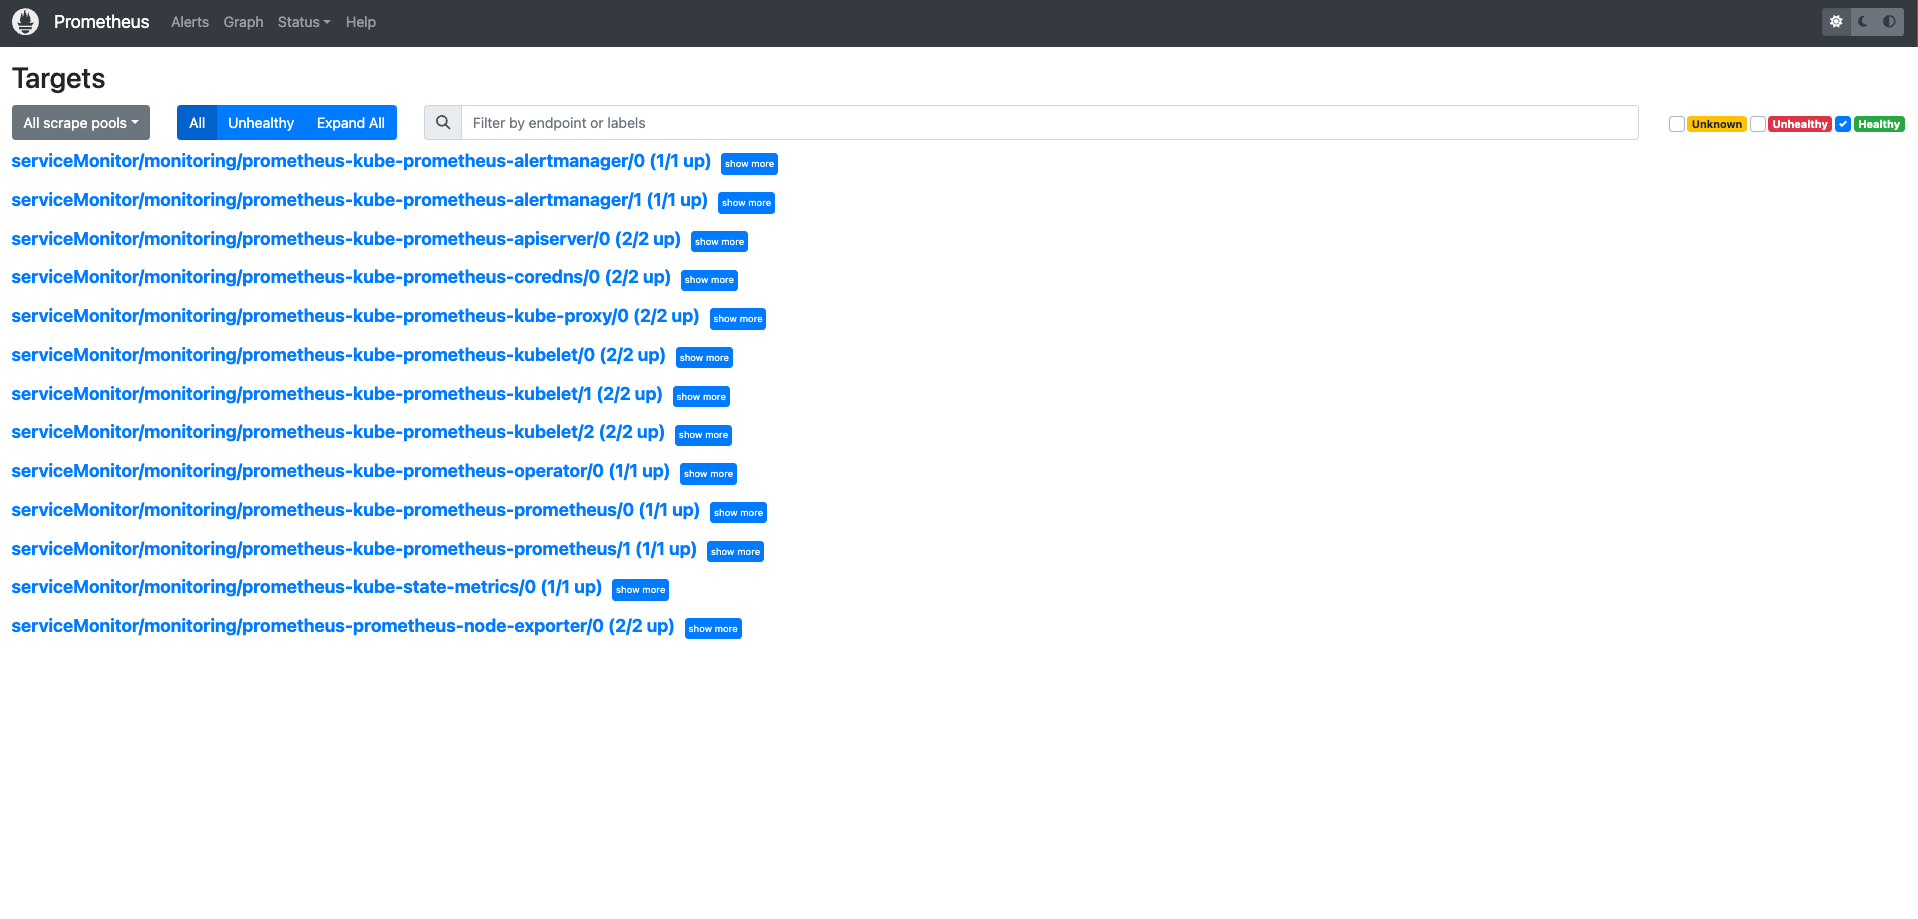 Prometheus Alerts Graph Status Help
Targets
All scrape pools All Unhealthy Expand All Filter by endpoint or labels Unknown Unhealthy Healthy
serviceMonitor/monitoring/prometheus-kube-prometheus-alertmanager/0 (1/1 up) show more
serviceMonitor/monitoring/prometheus-kube-prometheus-alertmanager/1 (1/1 up) show more
serviceMonitor/monitoring/prometheus-kube-prometheus-apiserver/0 (2/2 up) show more
serviceMonitor/monitoring/prometheus-kube-prometheus-coredns/0 (2/2 up) show more
serviceMonitor/monitoring/prometheus-kube-prometheus-kube-proxy/0 (2/2 up) show more
serviceMonitor/monitoring/prometheus-kube-prometheus-kubelet/0 (2/2 up) show more
serviceMonitor/monitoring/prometheus-kube-prometheus-kubelet/1 (2/2 up) show more
serviceMonitor/monitoring/prometheus-kube-prometheus-kubelet/2 (2/2 up) show more
serviceMonitor/monitoring/prometheus-kube-prometheus-operator/0 (1/1 up) show more
serviceMonitor/monitoring/prometheus-kube-prometheus-prometheus/0 (1/1 up) show more
serviceMonitor/monitoring/prometheus-kube-prometheus-prometheus/1 (1/1 up) show more
serviceMonitor/monitoring/prometheus-kube-state-metrics/0 (1/1 up) show more
serviceMonitor/monitoring/prometheus-prometheus-node-exporter/0 (2/2 up) show more